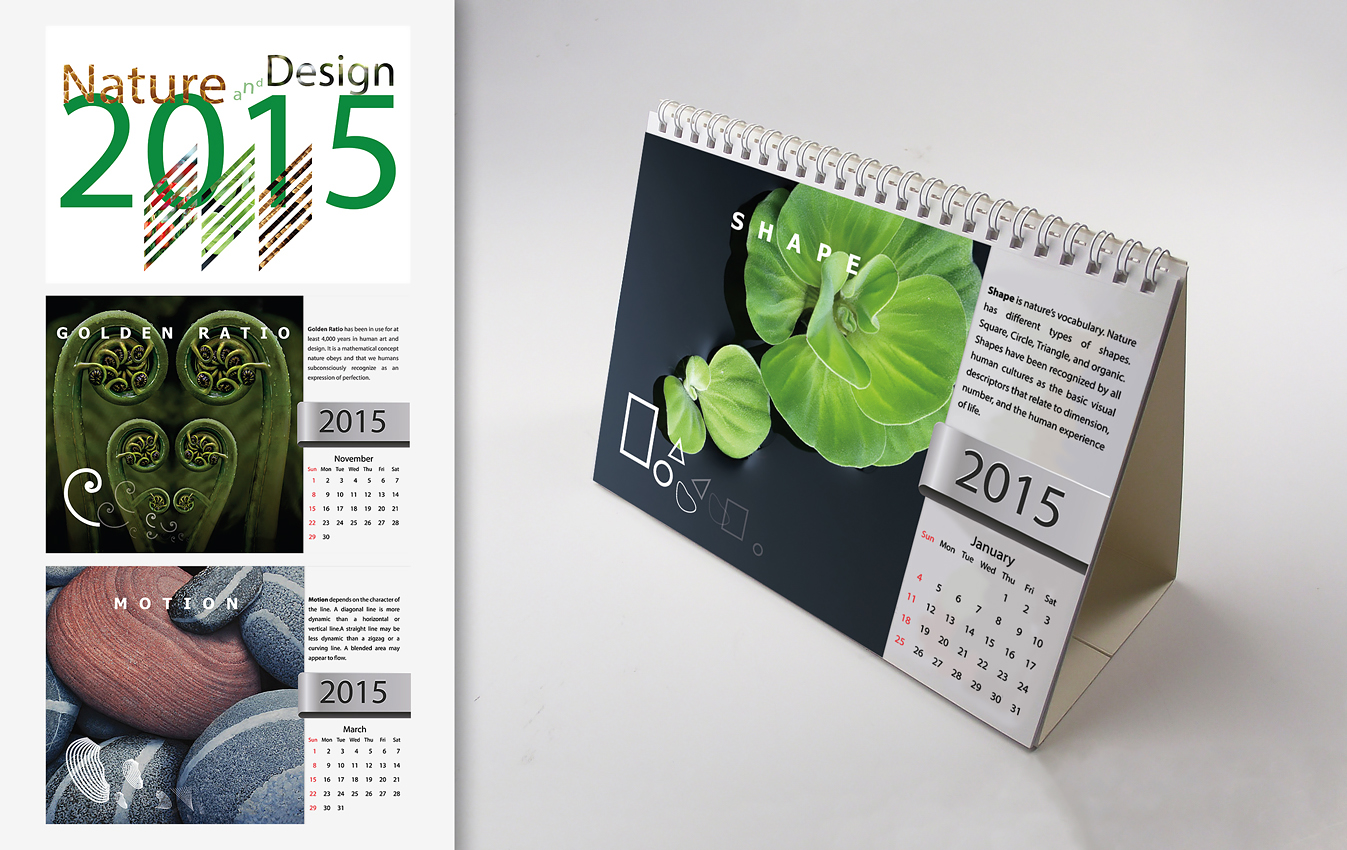 Nature and Design
2015
GOLDEN RATIO
Golden Ratio has been in use for at
least 4,000 years in human art and
design. It is a mathematical concept
nature obeys and that we humans
subconsciously recognize as an
expression of perfection.
2015
November
Sun Mon Tue Wed Thu Fri Sat
1 2 3 4 5 6 7
8 9 10 11 12 13 14
15 16 17 18 19 20 21
22 23 24 25 26 27 28
29 30
MOTION
Motion depends on the character of
the line. A diagonal line is more
dynamic than a horizontal or
vertical line.A straight line may be
less dynamic than a zigzag or a
curving line. A blended area may
appear to flow.
2015
March
Sun Mon Tue Wed Thu Fri Sat
1 2 3 4 5 6 7
8 9 10 11 12 13 14
15 16 17 18 19 20 21
22 23 24 25 26 27 28
29 30 31
SHAPE
Shape is nature's vocabulary. Nature
has different types of shapes.
Square, Circle, Triangle, and organic.
Shapes have been recognized by all
human cultures as the basic visual
descriptors that relate to dimension,
number, and the human experience
of life.
2015
January
Sun Mon Tue Wed Thu Fri Sat
1 2 3
4 5 6 7 8 9 10
11 12 13 14 15 16 17
18 19 20 21 22 23 24
25 26 27 28 29 30 31